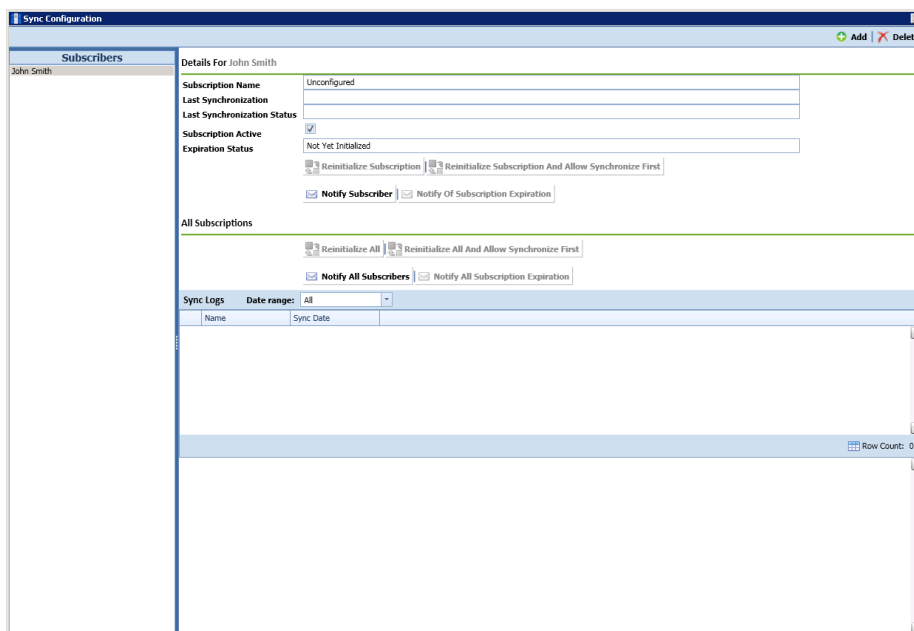 Sync Configuration
Add | Delet
Subscribers
John Smith
Details For John Smith
Subscription Name Unconfigured
Last Synchronization
Last Synchronization Status
Subscription Active
Expiration Status Not Yet Initialized
Reinitialize Subscription | Reinitialize Subscription And Allow Synchronize First
Notify Subscriber | Notify Of Subscription Expiration
All Subscriptions
Reinitialize All | Reinitialize All And Allow Synchronize First
Notify All Subscribers | Notify All Subscription Expiration
Sync Logs Date range: All
Name Sync Date
Row Count: 0